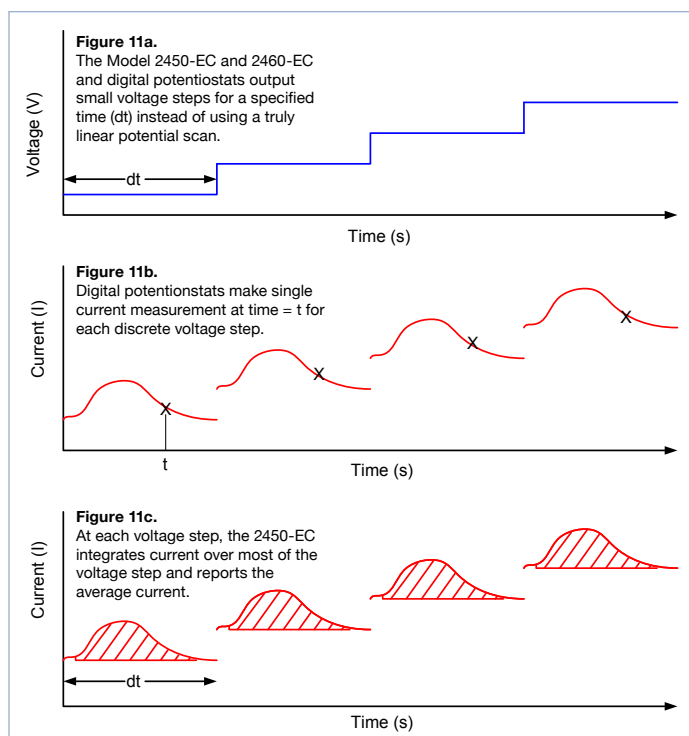 Figure 11a.
The Model 2450-EC and 2460-EC
and digital potentiostats output
small voltage steps for a specified
time (dt) instead of using a truly
linear potential scan.
Voltage (V)
dt
Time (s)
Figure 11b.
Digital potentionstats make single
current measurement at time = t for
each discrete voltage step.
Current (I)
X
X
X
X
t
Time (s)
Figure 11c.
At each voltage step, the 2450-EC
integrates current over most of the
voltage step and reports the
average current.
Current (I)
dt
Time (s)